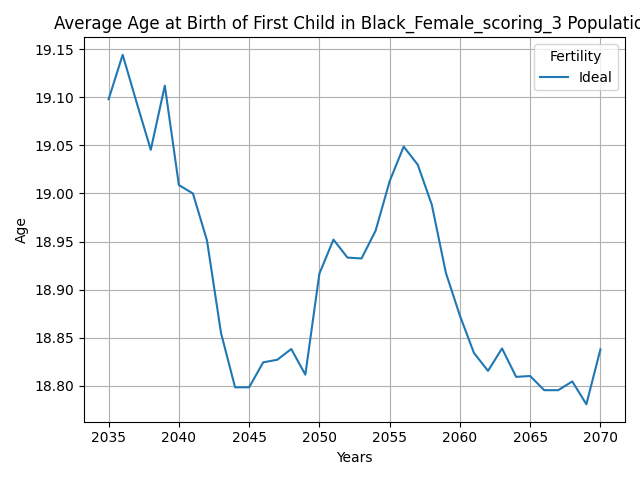 Average Age at Birth of First Child in Black_Female_scoring_3 Populatio
Fertility
Ideal
19.15
19.10
19.05
19.00
18.95
18.90
18.85
18.80
Age
2035 2040 2045 2050 2055 2060 2065 2070
Years